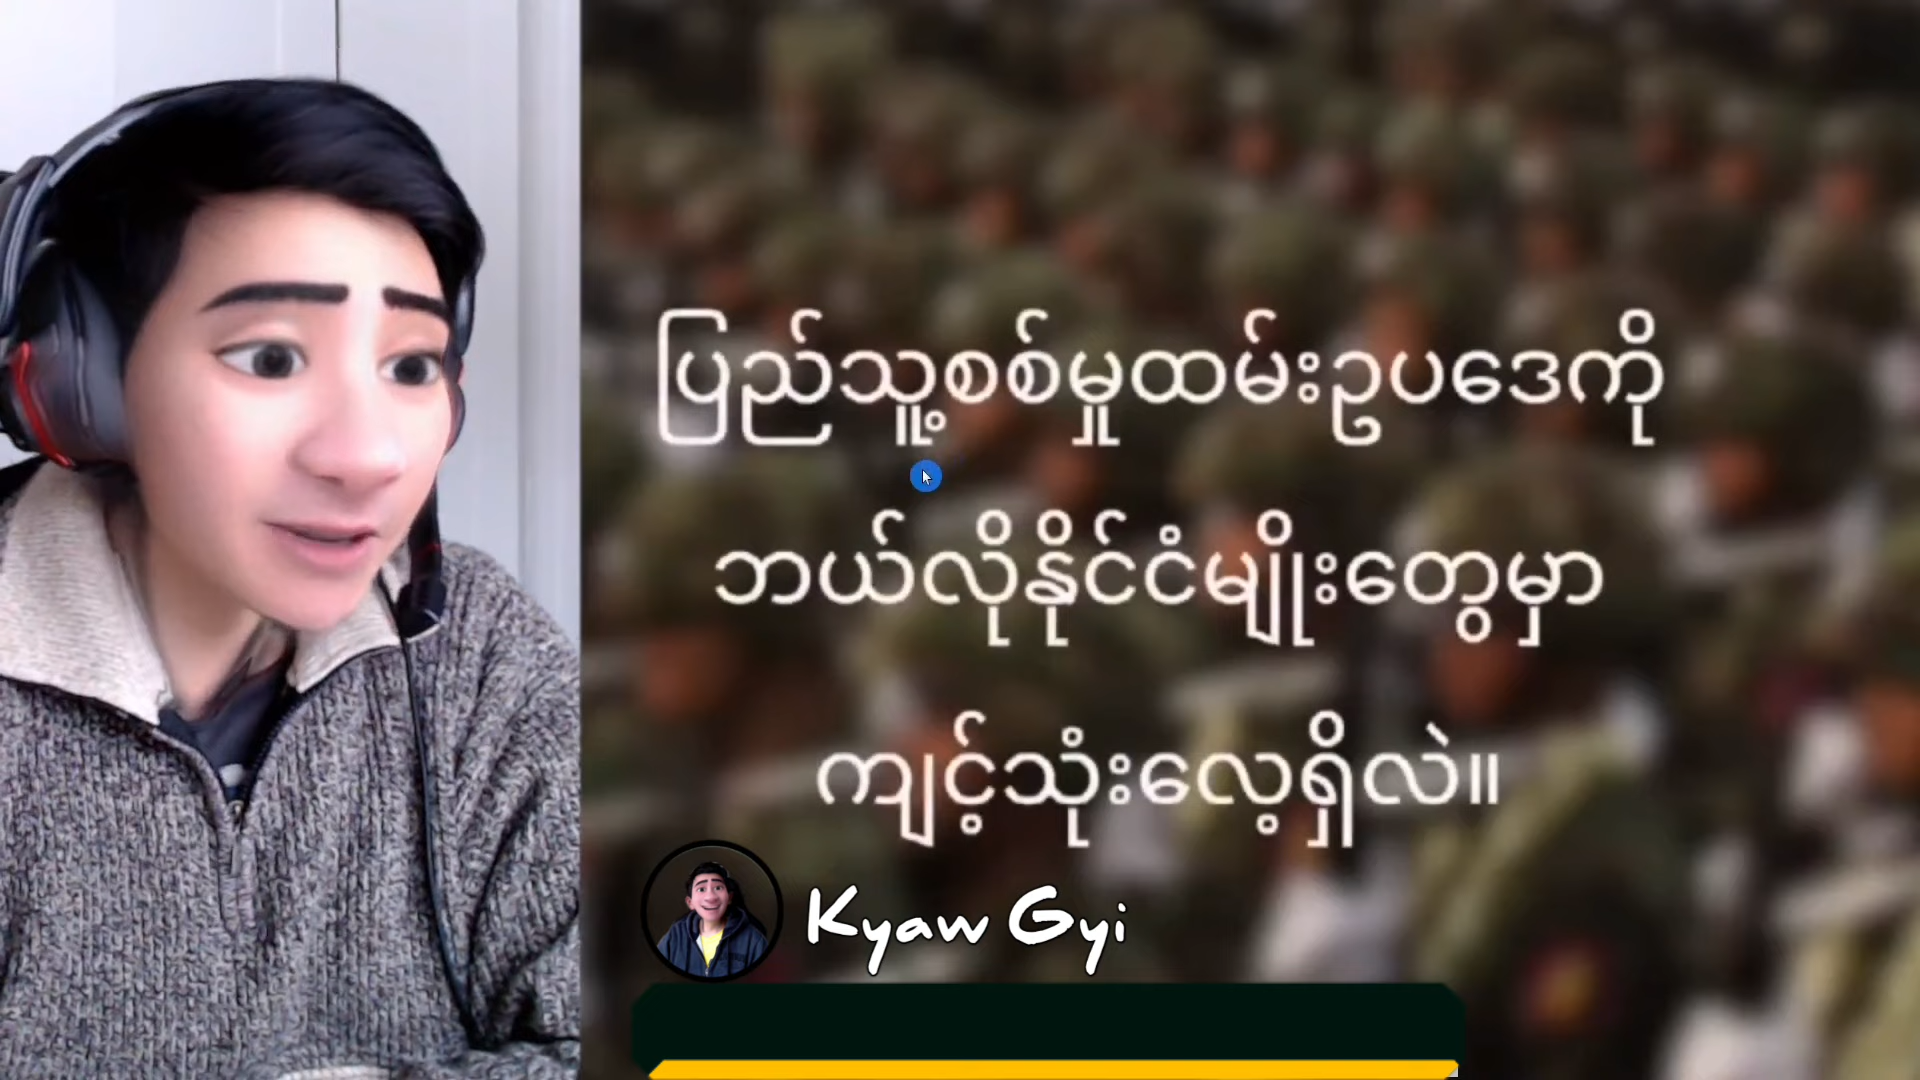 ပြည်သူ့စစ်မှုထမ်းဥပဒေကို
ဘယ်လိုနိုင်ငံမျိုးတွေမှာ
ကျင့်သုံးလေ့ရှိလဲ။
Kyaw Gyi